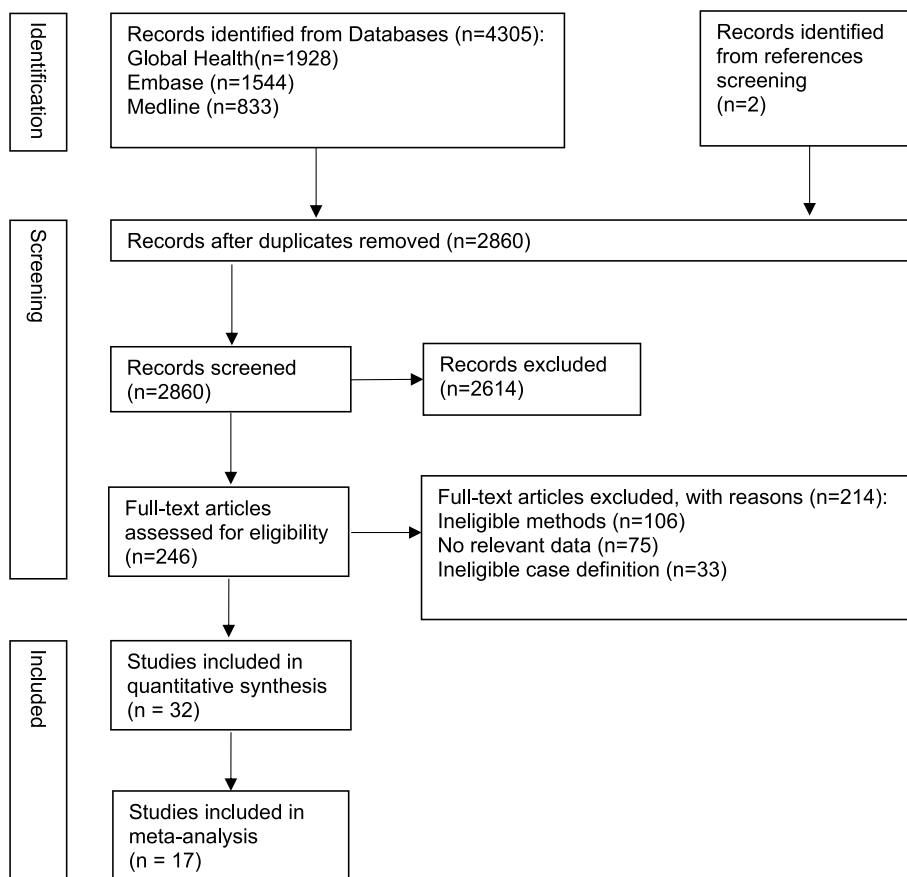 Identification
Records identified from Databases (n=4305):
Global Health(n=1928)
Embase (n=1544)
Medline (n=833)
Records identified
from references
screening
(n=2)
Screening
Records after duplicates removed (n=2860)
Records screened
(n=2860)
Records excluded
(n=2614)
Full-text articles
assessed for eligibility
(n=246)
Full-text articles excluded, with reasons (n=214):
Ineligible methods (n=106)
No relevant data (n=75)
Ineligible case definition (n=33)
Included
Studies included in
quantitative synthesis
(n = 32)
Studies included in
meta-analysis
(n = 17)